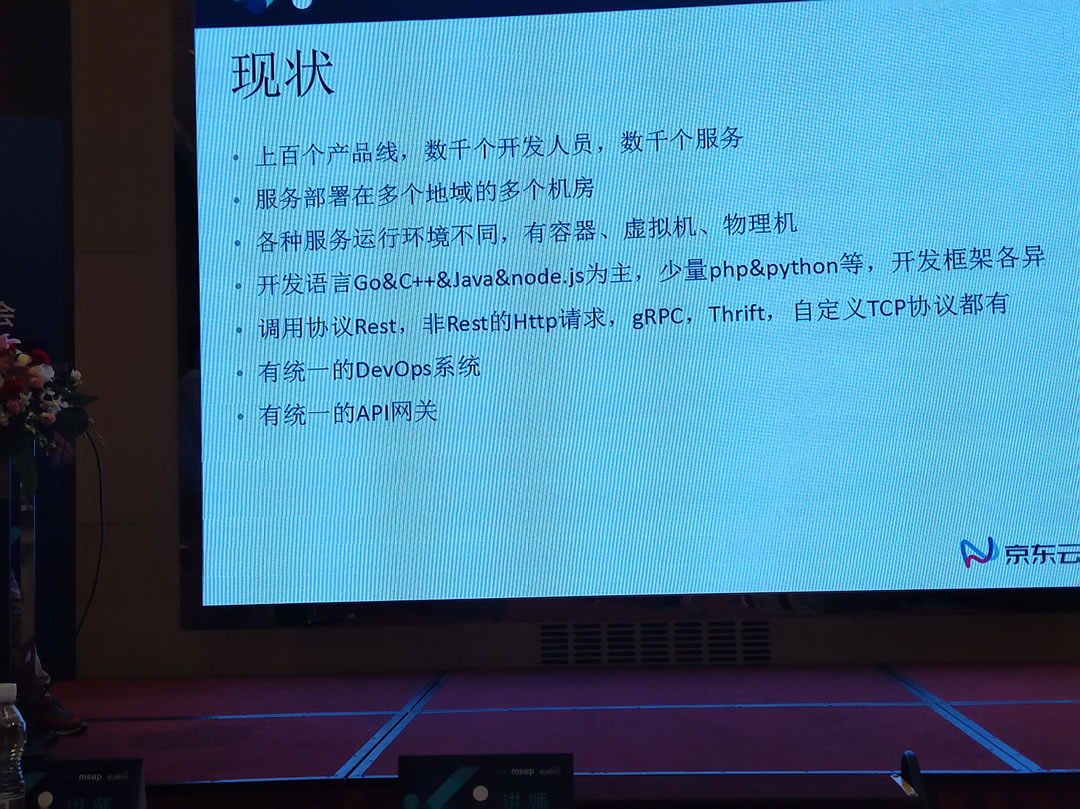 现状
上百个产品线，数千个开发人员，数千个服务
服务部署在多个地域的多个机房
各种服务运行环境不同，有容器、虚拟机、物理机
开发语言Go&C++&Java&node.js为主，少量php&python等，开发框架各异
调用协议Rest，非Rest的Http请求，gRPC，Thrift，自定义TCP协议都有
有统一的DevOps系统
有统一的API网关
京东云
会
msup
讲师
msup
讲师